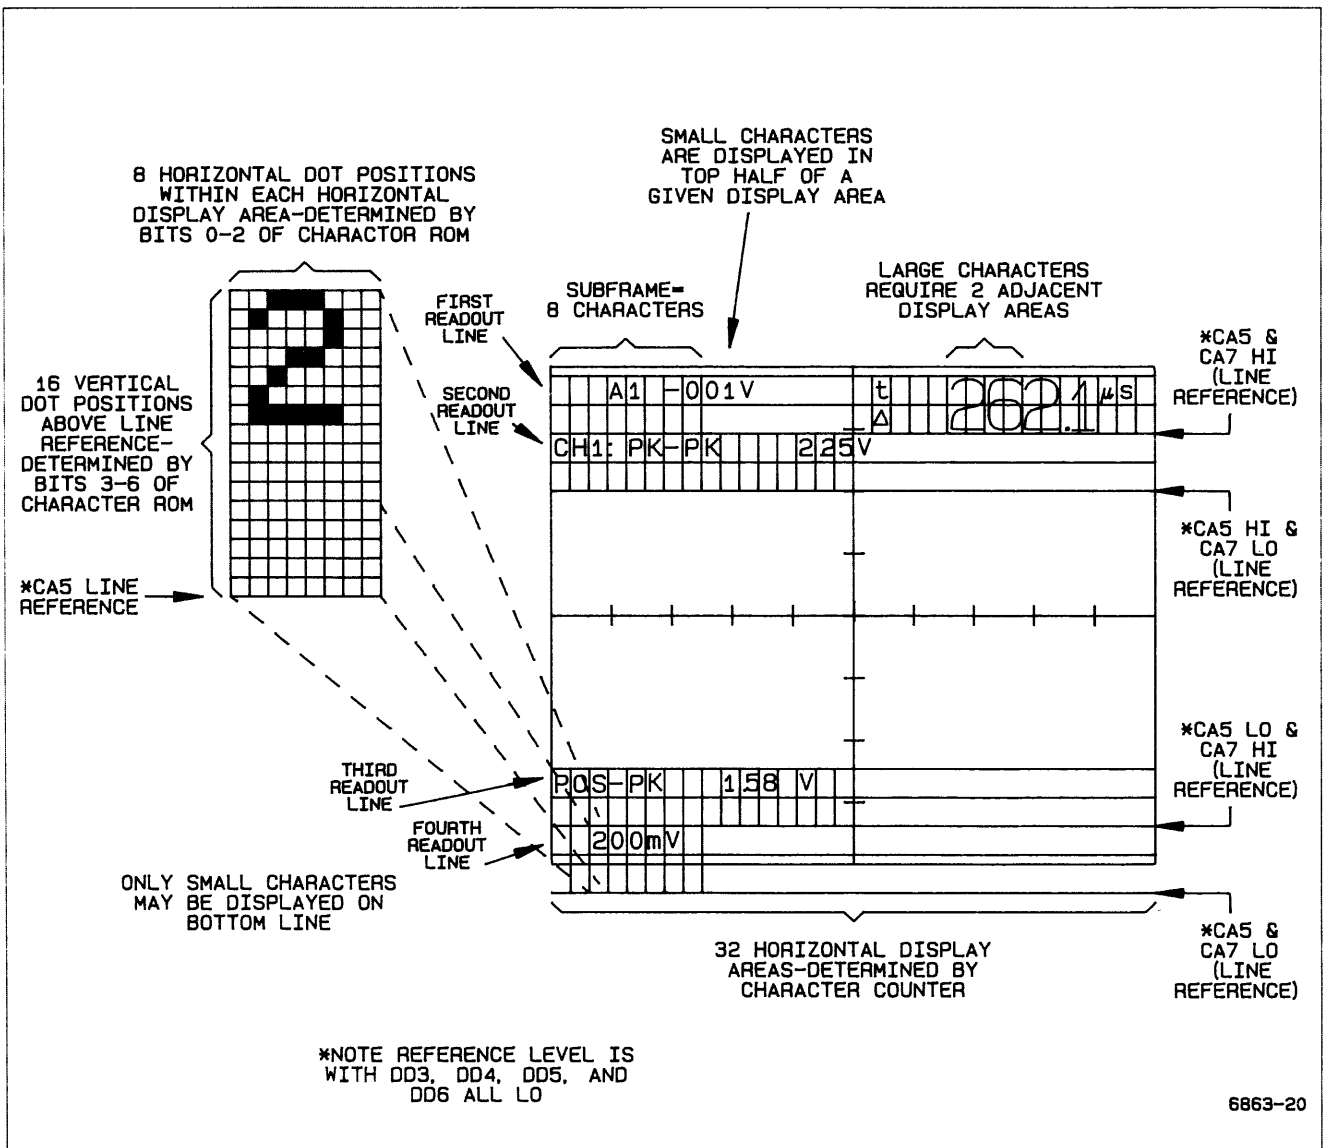 8 HORIZONTAL DOT POSITIONS
WITHIN EACH HORIZONTAL
DISPLAY AREA-DETERMINED BY
BITS 0-2 OF CHARACTOR ROM
SMALL CHARACTERS
ARE DISPLAYED IN
TOP HALF OF A
GIVEN DISPLAY AREA
SUBFRAME=
8 CHARACTERS
LARGE CHARACTERS
REQUIRE 2 ADJACENT
DISPLAY AREAS
FIRST
READOUT
LINE
SECOND
READOUT
LINE
16 VERTICAL
DOT POSITIONS
ABOVE LINE
REFERENCE-
DETERMINED BY
BITS 3-6 OF
CHARACTER ROM
*CA5 LINE
REFERENCE
A1 -001V
t
Δ
262.1 μs
CH1: PK-PK 225V
*CA5 &
CA7 HI
(LINE
REFERENCE)
*CA5 HI &
CA7 LO
(LINE
REFERENCE)
*CA5 LO &
CA7 HI
(LINE
REFERENCE)
THIRD
READOUT
LINE
POS-PK 1.58 V
FOURTH
READOUT
LINE
200mV
ONLY SMALL CHARACTERS
MAY BE DISPLAYED ON
BOTTOM LINE
*CA5 &
CA7 LO
(LINE
REFERENCE)
32 HORIZONTAL DISPLAY
AREAS-DETERMINED BY
CHARACTER COUNTER
*NOTE REFERENCE LEVEL IS
WITH DD3, DD4, DD5, AND
DD6 ALL LO
6863-20